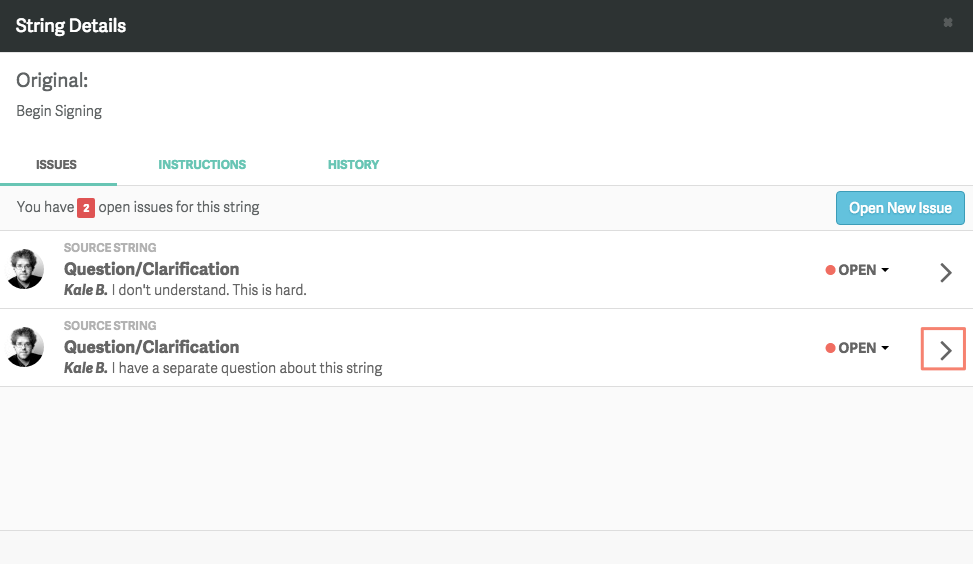 String Details
Original:
Begin Signing
ISSUES INSTRUCTIONS HISTORY
You have 2 open issues for this string Open New Issue
SOURCE STRING
Question/Clarification OPEN
Kale B. I don't understand. This is hard.
SOURCE STRING
Question/Clarification OPEN
Kale B. I have a separate question about this string